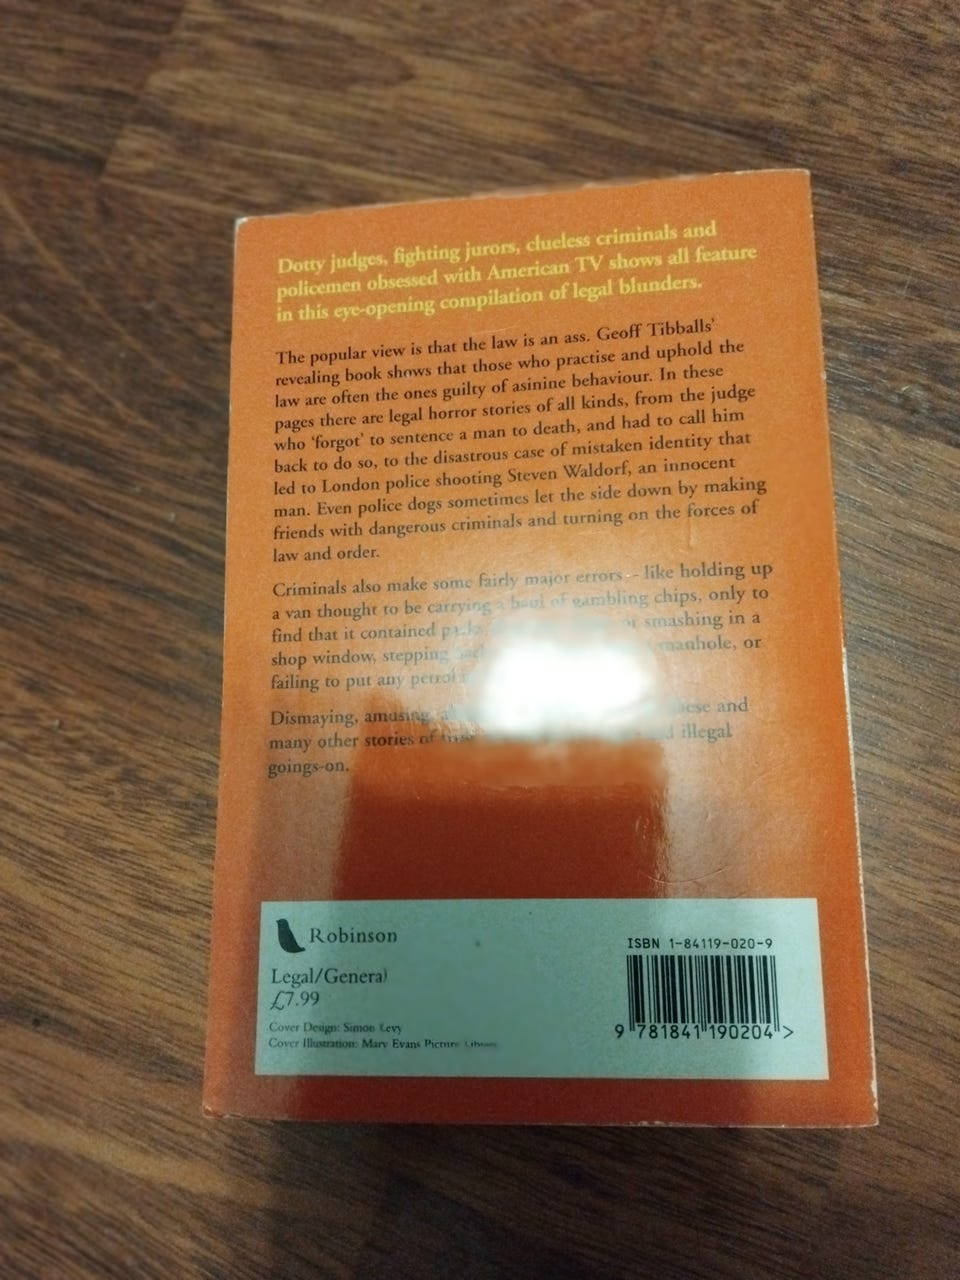 Dotty judges, fighting jurors, clueless criminals and
policemen obsessed with American TV shows all feature
in this eye-opening compilation of legal blunders.
The popular view is that the law is an ass. Geoff Tibballs'
revealing book shows that those who practise and uphold the
law are often the ones guilty of asinine behaviour. In these
pages there are legal horror stories of all kinds, from the judge
who 'forgot' to sentence a man to death, and had to call him
back to do so, to the disastrous case of mistaken identity that
led to London police shooting Steven Waldorf, an innocent
man. Even police dogs sometimes let the side down by making
friends with dangerous criminals and turning on the forces of
law and order.
Criminals also make some fairly major errors – like holding up
a van thought to be carrying a haul of gambling chips, only to
find that it contained or smashing in a
shop window, stepping manhole, or
failing to put any petrol
Dismaying, amusing, these and
many other stories of illegal
goings-on.
Robinson
Legal/General
£7.99
Cover Design: Simon Levy
Cover Illustration: Mary Evans Picture Library
ISBN 1-84119-020-9
9 781841 190204 >